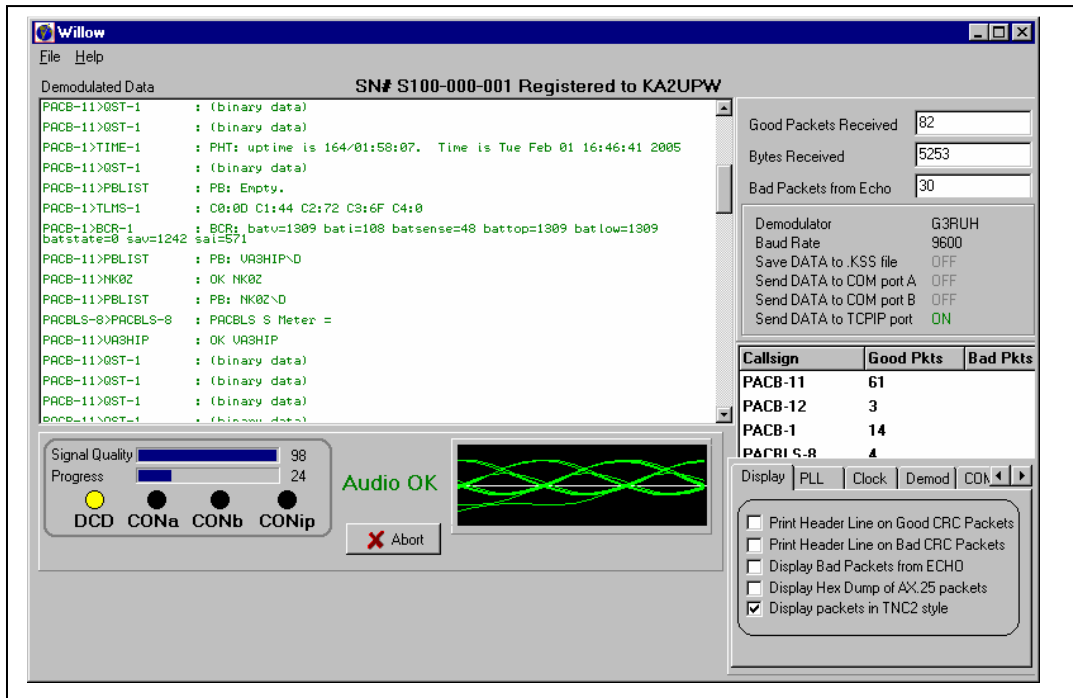 Willow
File Help
Demodulated Data
SN# S100-000-001 Registered to KA2UPW
PACB-11>QST-1 : (binary data)
PACB-11>QST-1 : (binary data)
PACB-1>TIME-1 : PHT: uptime is 164/01:58:07. Time is Tue Feb 01 16:46:41 2005
PACB-11>QST-1 : (binary data)
PACB-11>PBLIST : PB: Empty.
PACB-1>TLMS-1 : C0:0D C1:44 C2:72 C3:6F C4:0
PACB-1>BCR-1 : BCR: batv=1309 bati=108 batsense=48 battop=1309 batlow=1309
batstate=0 sav=1242 sai=571
PACB-11>PBLIST : PB: VA3HIP\D
PACB-11>NK0Z : OK NK0Z
PACB-11>PBLIST : PB: NK0Z\D
PACBLS-8>PACBLS-8 : PACBLS S Meter =
PACB-11>VA3HIP : OK VA3HIP
PACB-11>QST-1 : (binary data)
PACB-11>QST-1 : (binary data)
PACB-11>QST-1 : (binary data)
PACB-11>QST-1 : (binary data)
Good Packets Received 82
Bytes Received 5253
Bad Packets from Echo 30
Demodulator G3RUH
Baud Rate 9600
Save DATA to .KSS file OFF
Send DATA to COM port A OFF
Send DATA to COM port B OFF
Send DATA to TCPIP port ON
Callsign Good Pkts Bad Pkts
PACB-11 61
PACB-12 3
PACB-1 14
PACBLS-8 4
Signal Quality 98
Progress 24
DCD CONa CONb CONip
Audio OK
Abort
Display PLL Clock Demod CON
Print Header Line on Good CRC Packets
Print Header Line on Bad CRC Packets
Display Bad Packets from ECHO
Display Hex Dump of AX.25 packets
Display packets in TNC2 style